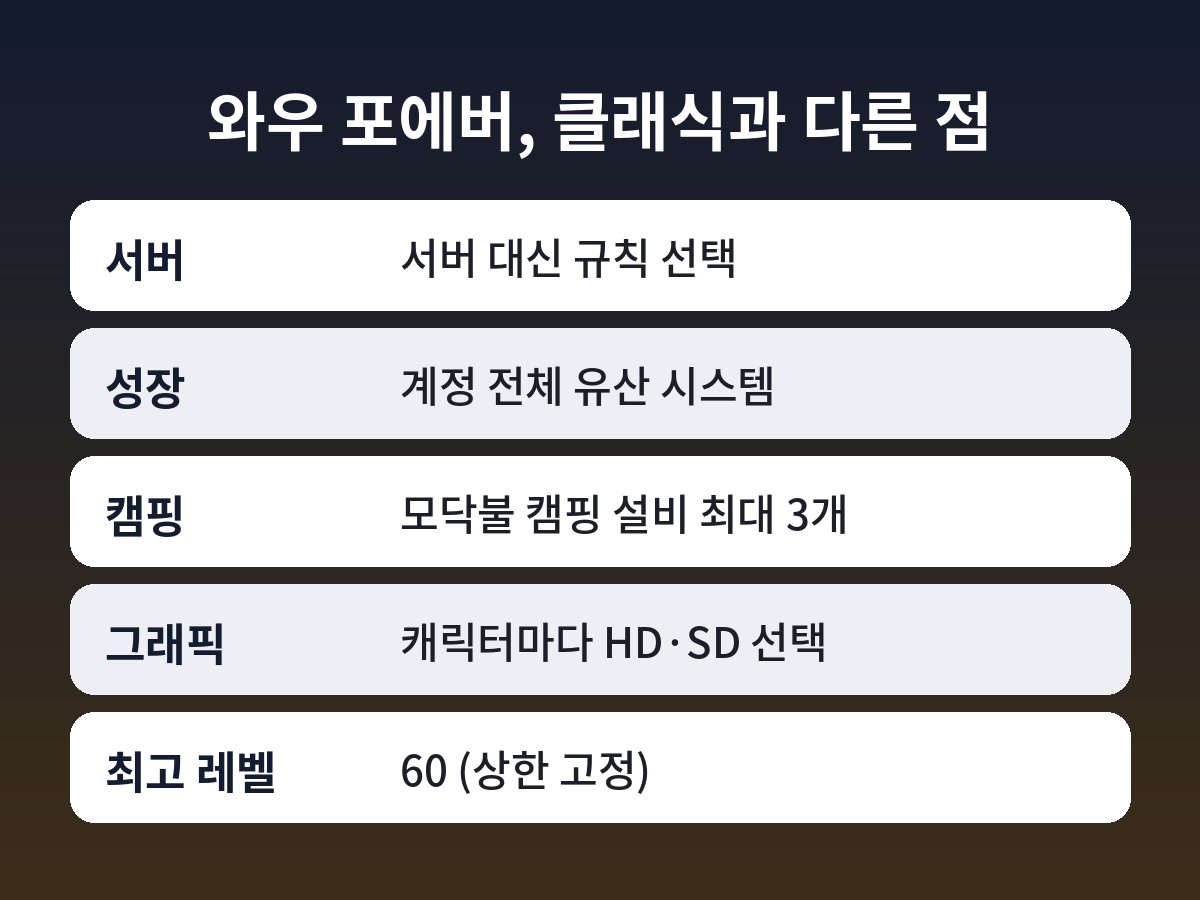 와우 포에버, 클래식과 다른 점
서버 서버 대신 규칙 선택
성장 계정 전체 유산 시스템
캠핑 모닥불 캠핑 설비 최대 3개
그래픽 캐릭터마다 HD·SD 선택
최고 레벨 60 (상한 고정)